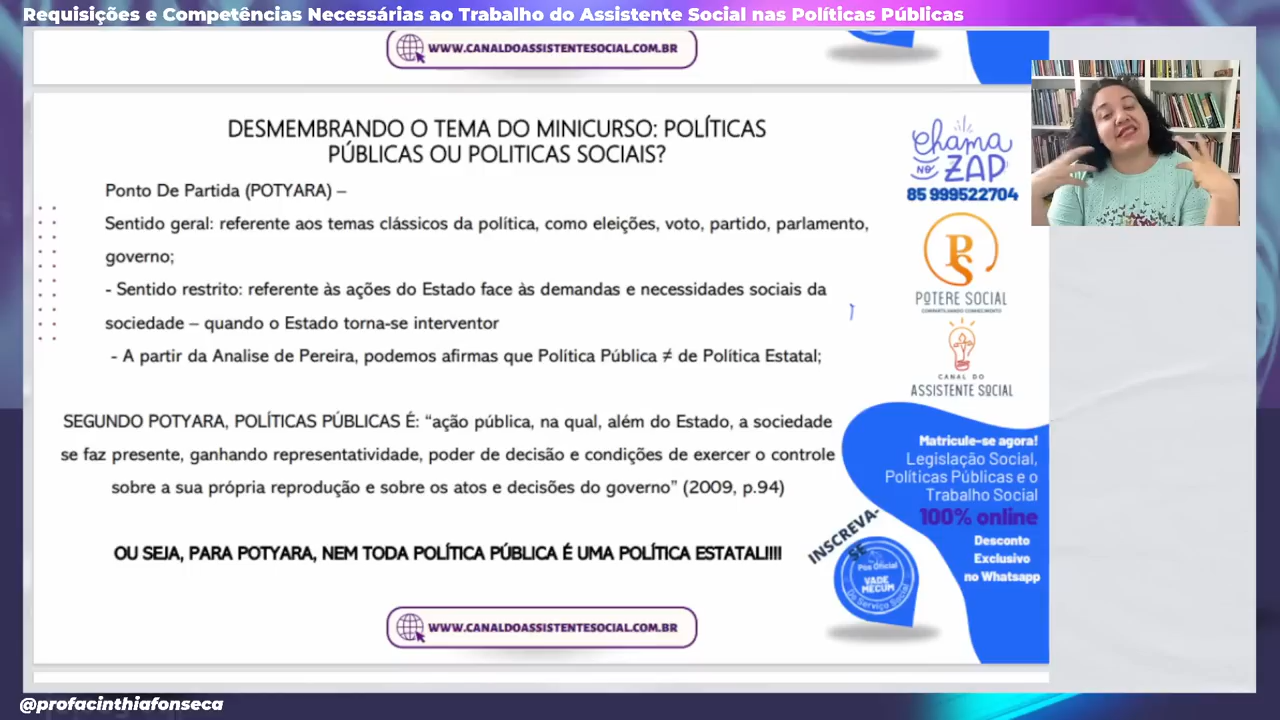 Requisições e Competências Necessárias ao Trabalho do Assistente Social nas Políticas Públicas
WWW.CANALDOASSISTENTESOCIAL.COM.BR
DESMEMBRANDO O TEMA DO MINICURSO: POLÍTICAS
PÚBLICAS OU POLITICAS SOCIAIS?
Ponto De Partida (POTYARA) –
Sentido geral: referente aos temas clássicos da política, como eleições, voto, partido, parlamento,
governo;
- Sentido restrito: referente às ações do Estado face às demandas e necessidades sociais da
sociedade – quando o Estado torna-se interventor
- A partir da Analise de Pereira, podemos afirmas que Política Pública ≠ de Política Estatal;
SEGUNDO POTYARA, POLÍTICAS PÚBLICAS É: “ação pública, na qual, além do Estado, a sociedade
se faz presente, ganhando representatividade, poder de decisão e condições de exercer o controle
sobre a sua própria reprodução e sobre os atos e decisões do governo” (2009, p.94)
OU SEJA, PARA POTYARA, NEM TODA POLÍTICA PÚBLICA É UMA POLÍTICA ESTATAL!!!!
WWW.CANALDOASSISTENTESOCIAL.COM.BR
Chama
no ZAP
85 999522704
PS
POTERE SOCIAL
COMPARTILHANDO CONHECIMENTO
CANAL DO
ASSISTENTE SOCIAL
Matricule-se agora!
Legislação Social,
Políticas Públicas e o
Trabalho Social
100% online
Desconto
Exclusivo
no Whatsapp
INSCREVA-
SE
Pós Oficial
VADE
MECUM
Do Serviço Social
@profacinthiafonseca